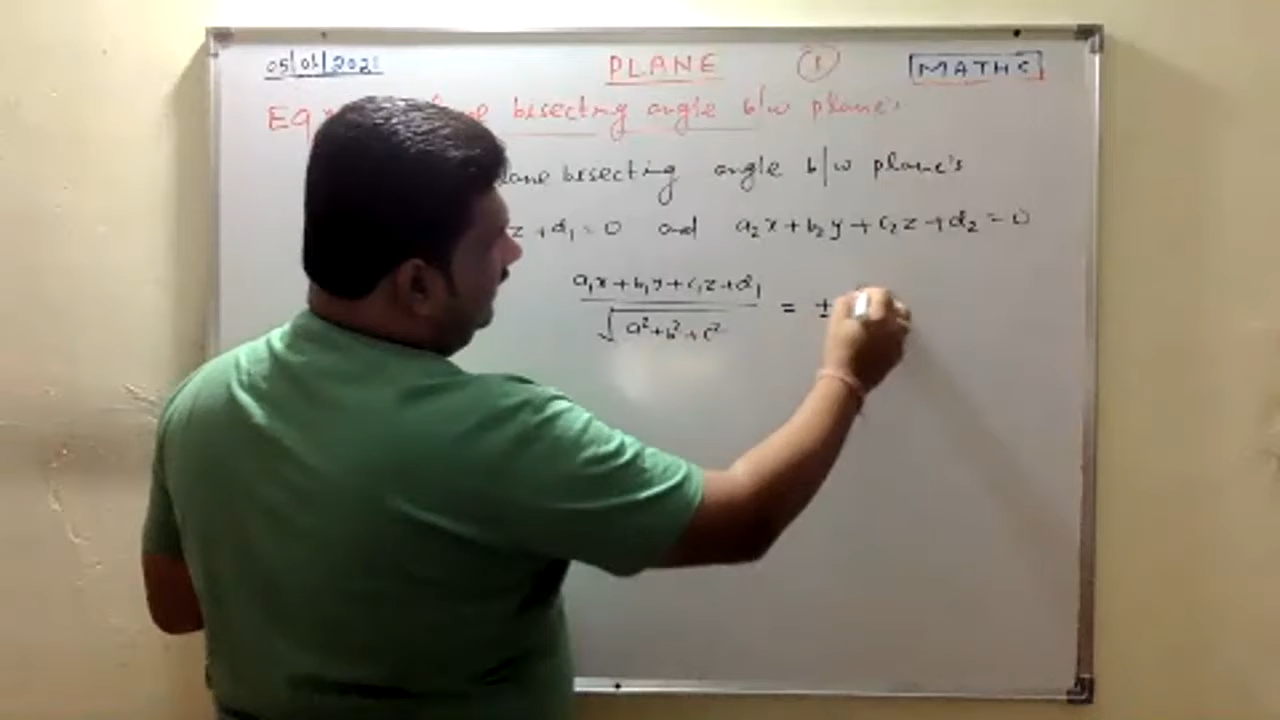 05/01/2021 PLANE 1 MATHS
Eq bisecting angle b/w plane's
plane bisecting angle b/w plane's
z + d₁ = 0 and a₂x + b₂y + c₂z + d₂ = 0
a₁x + b₁y + c₁z + d₁
= ±
√a² + b² + c²